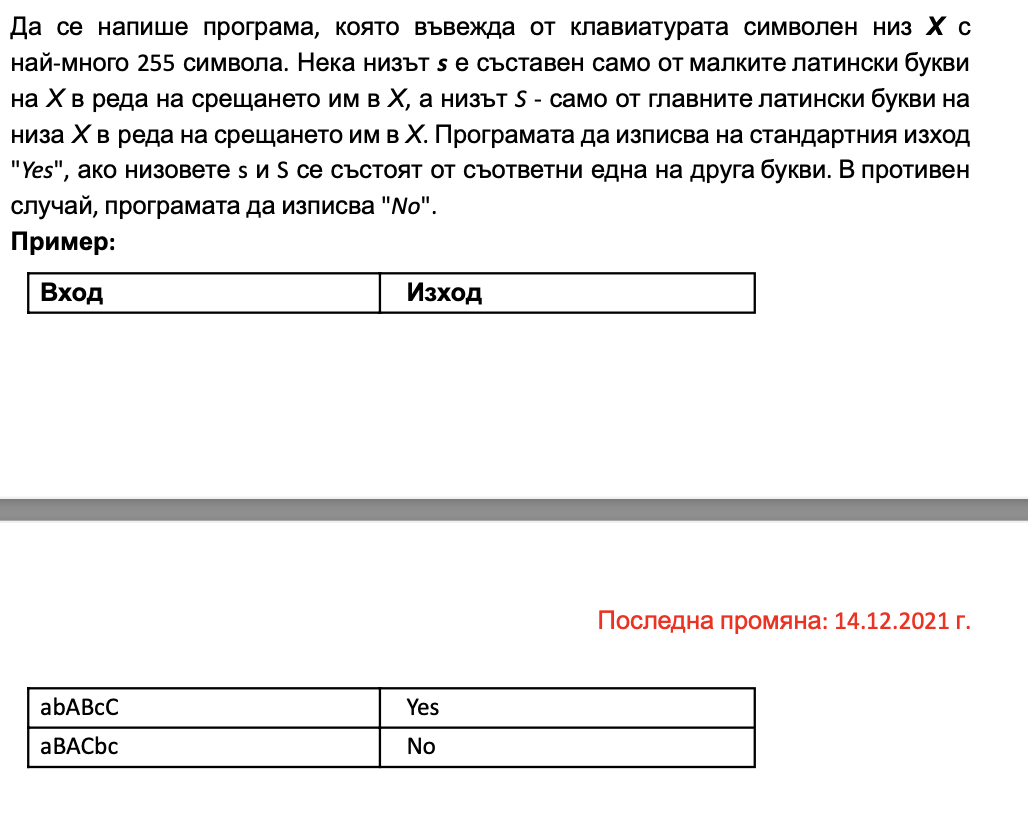 Да се напише програма, която въвежда от клавиатурата символен низ X с
най-много 255 символа. Нека низът s е съставен само от малките латински букви
на X в реда на срещането им в X, а низът S - само от главните латински букви на
низа X в реда на срещането им в X. Програмата да изписва на стандартния изход
"Yes", ако низовете s и S се състоят от съответни една на друга букви. В противен
случай, програмата да изписва "No".
Пример:
Вход Изход
Последна промяна: 14.12.2021 г.
abABcC Yes
aBACbc No